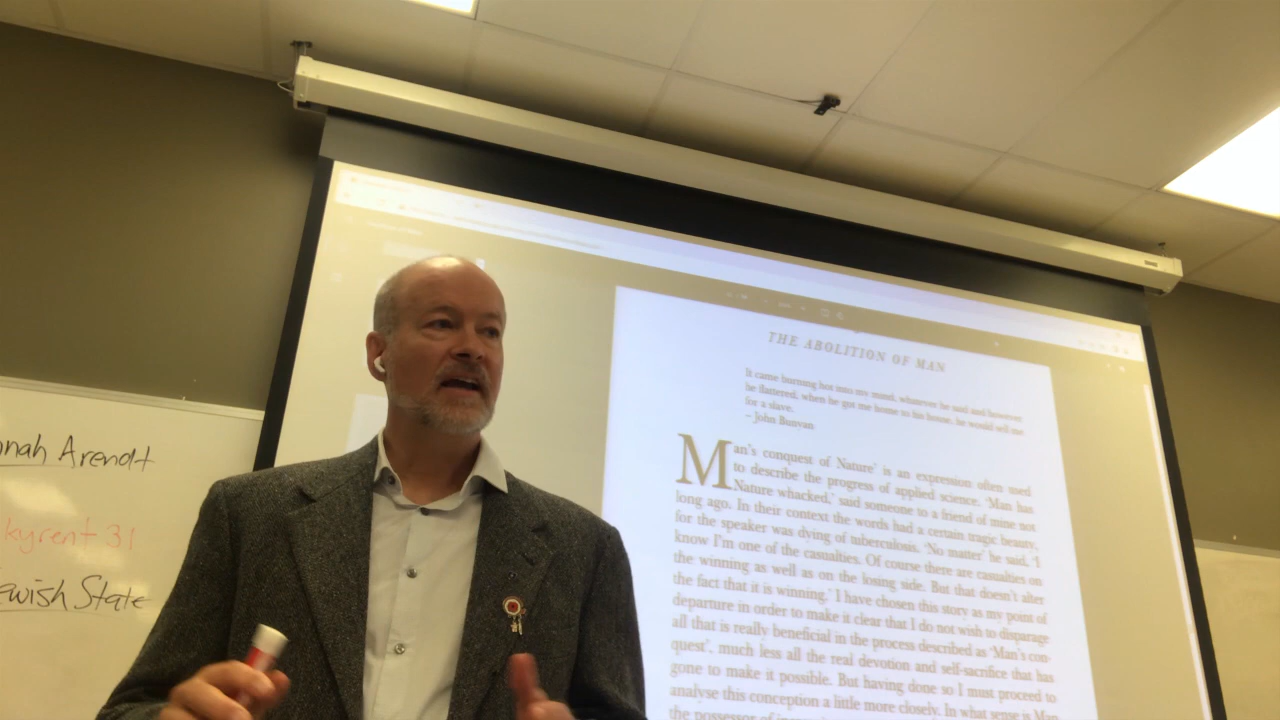 nnah Arendt
kyrent 31
ewish State
THE ABOLITION OF MAN
It came burning hot into my mind, whatever he said and however
he flattered, when he got me home to his house, he would sell me
for a slave.
– John Bunyan
Man's conquest of Nature' is an expression often used
to describe the progress of applied science. 'Man has
Nature whacked,' said someone to a friend of mine not
long ago. In their context the words had a certain tragic beauty,
for the speaker was dying of tuberculosis. 'No matter' he said, 'I
know I'm one of the casualties. Of course there are casualties on
the winning as well as on the losing side. But that doesn't alter
the fact that it is winning.' I have chosen this story as my point of
departure in order to make it clear that I do not wish to disparage
all that is really beneficial in the process described as 'Man's con-
quest', much less all the real devotion and self-sacrifice that has
gone to make it possible. But having done so I must proceed to
analyse this conception a little more closely. In what sense is Man
the possessor of